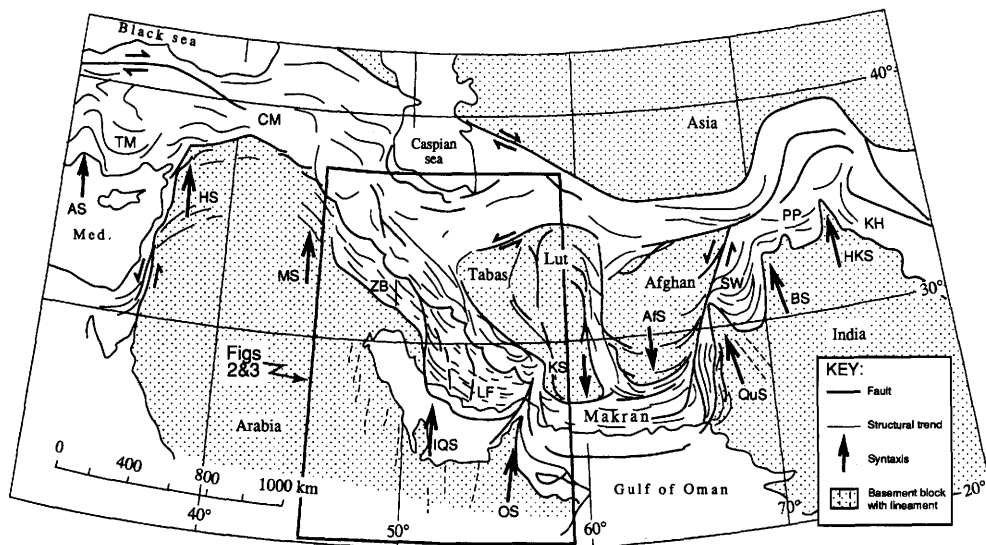 Black sea
40°
Asia
CM
TM
Caspian
sea
AS
HS
Med.
PP
KH
HKS
MS
Lut
Tabas
Afghan
SW
ZB
AfS
BS
30°
India
Figs
2&3
KS
LF
Makran
QuS
Arabia
IQS
OS
Gulf of Oman
0
400
800
1000 km
40°
50°
60°
70°
20°
KEY:
Fault
Structural trend
Syntaxis
Basement block
with lineament